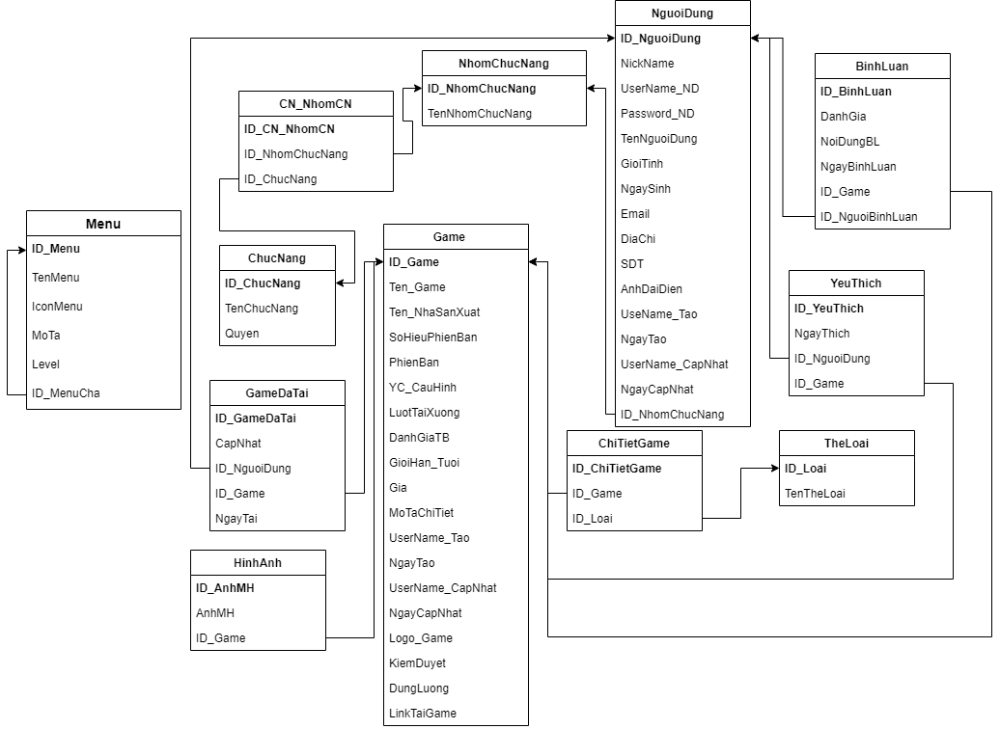 NguoiDung
ID_NguoiDung
NickName
UserName_ND
Password_ND
TenNguoiDung
GioiTinh
NgaySinh
Email
DiaChi
SDT
AnhDaiDien
UseName_Tao
NgayTao
UserName_CapNhat
NgayCapNhat
ID_NhomChucNang
NhomChucNang
ID_NhomChucNang
TenNhomChucNang
BinhLuan
ID_BinhLuan
DanhGia
NoiDungBL
NgayBinhLuan
ID_Game
ID_NguoiBinhLuan
CN_NhomCN
ID_CN_NhomCN
ID_NhomChucNang
ID_ChucNang
Menu
ID_Menu
TenMenu
IconMenu
MoTa
Level
ID_MenuCha
ChucNang
ID_ChucNang
TenChucNang
Quyen
Game
ID_Game
Ten_Game
Ten_NhaSanXuat
SoHieuPhienBan
PhienBan
YC_CauHinh
LuotTaiXuong
DanhGiaTB
GioiHan_Tuoi
Gia
MoTaChiTiet
UserName_Tao
NgayTao
UserName_CapNhat
NgayCapNhat
Logo_Game
KiemDuyet
DungLuong
LinkTaiGame
YeuThich
ID_YeuThich
NgayThich
ID_NguoiDung
ID_Game
GameDaTai
ID_GameDaTai
CapNhat
ID_NguoiDung
ID_Game
NgayTai
ChiTietGame
ID_ChiTietGame
ID_Game
ID_Loai
TheLoai
ID_Loai
TenTheLoai
HinhAnh
ID_AnhMH
AnhMH
ID_Game